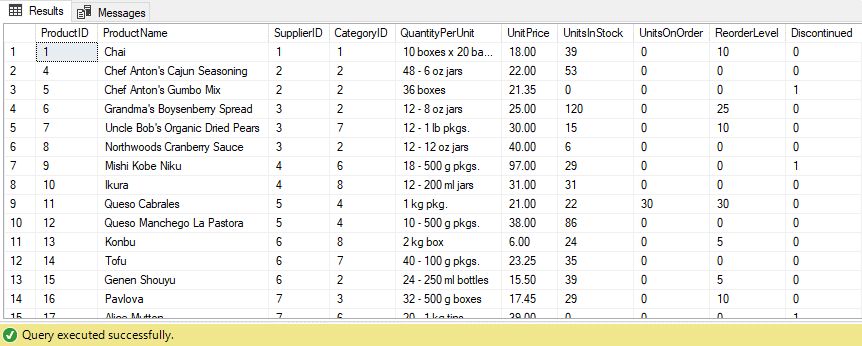 Results Messages
ProductID ProductName SupplierID CategoryID QuantityPerUnit UnitPrice UnitsInStock UnitsOnOrder ReorderLevel Discontinued
1 1 Chai 1 1 10 boxes x 20 ba... 18.00 39 0 10 0
2 4 Chef Anton's Cajun Seasoning 2 2 48 - 6 oz jars 22.00 53 0 0 0
3 5 Chef Anton's Gumbo Mix 2 2 36 boxes 21.35 0 0 0 1
4 6 Grandma's Boysenberry Spread 3 2 12 - 8 oz jars 25.00 120 0 25 0
5 7 Uncle Bob's Organic Dried Pears 3 7 12 - 1 lb pkgs. 30.00 15 0 10 0
6 8 Northwoods Cranberry Sauce 3 2 12 - 12 oz jars 40.00 6 0 0 0
7 9 Mishi Kobe Niku 4 6 18 - 500 g pkgs. 97.00 29 0 0 1
8 10 Ikura 4 8 12 - 200 ml jars 31.00 31 0 0 0
9 11 Queso Cabrales 5 4 1 kg pkg. 21.00 22 30 30 0
10 12 Queso Manchego La Pastora 5 4 10 - 500 g pkgs. 38.00 86 0 0 0
11 13 Konbu 6 8 2 kg box 6.00 24 0 5 0
12 14 Tofu 6 7 40 - 100 g pkgs. 23.25 35 0 0 0
13 15 Genen Shouyu 6 2 24 - 250 ml bottles 15.50 39 0 5 0
14 16 Pavlova 7 3 32 - 500 g boxes 17.45 29 0 10 0
15 17 Alice Mutton 7 6 20 - 1 kg tins 39.00 0 0 0 1
Query executed successfully.